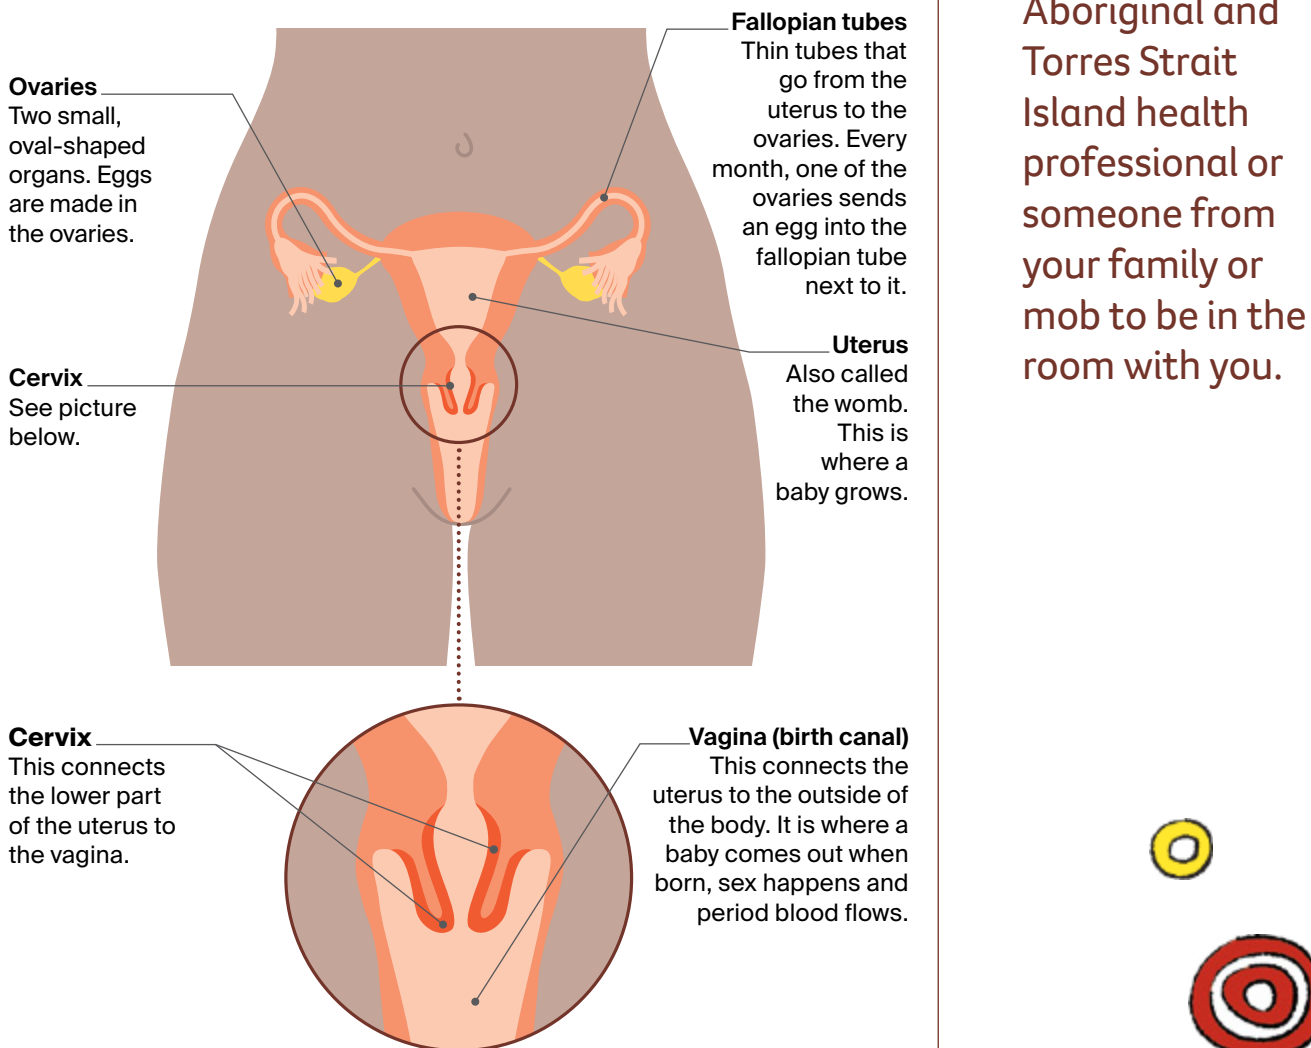 Ovaries
Two small,
oval-shaped
organs. Eggs
are made in
the ovaries.
Fallopian tubes
Thin tubes that
go from the
uterus to the
ovaries. Every
month, one of the
ovaries sends
an egg into the
fallopian tube
next to it.
Cervix
See picture
below.
Uterus
Also called
the womb.
This is
where a
baby grows.
Cervix
This connects
the lower part
of the uterus to
the vagina.
Vagina (birth canal)
This connects the
uterus to the outside of
the body. It is where a
baby comes out when
born, sex happens and
period blood flows.
Aboriginal and
Torres Strait
Island health
professional or
someone from
your family or
mob to be in the
room with you.